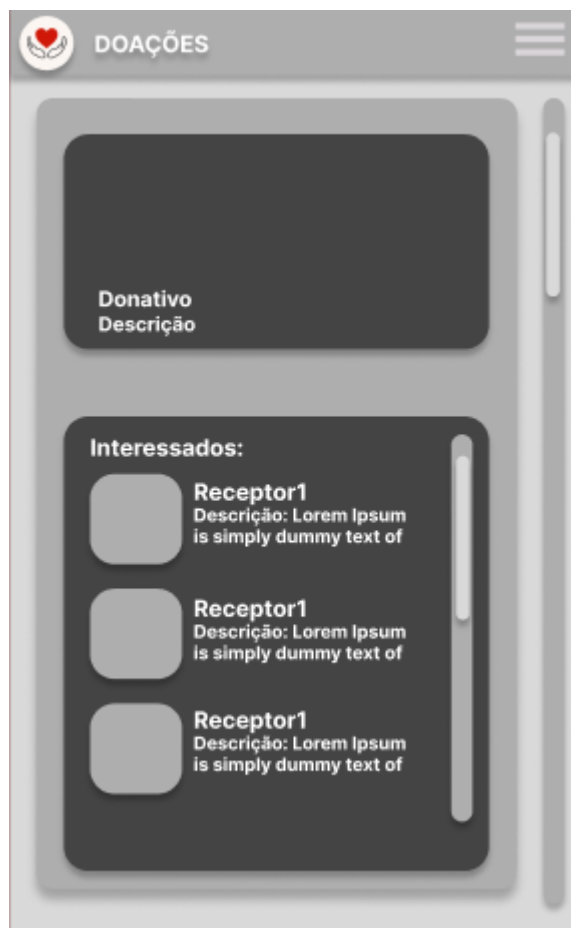 DOAÇÕES
Donativo
Descrição
Interessados:
Receptor1
Descrição: Lorem Ipsum
is simply dummy text of
Receptor1
Descrição: Lorem Ipsum
is simply dummy text of
Receptor1
Descrição: Lorem Ipsum
is simply dummy text of